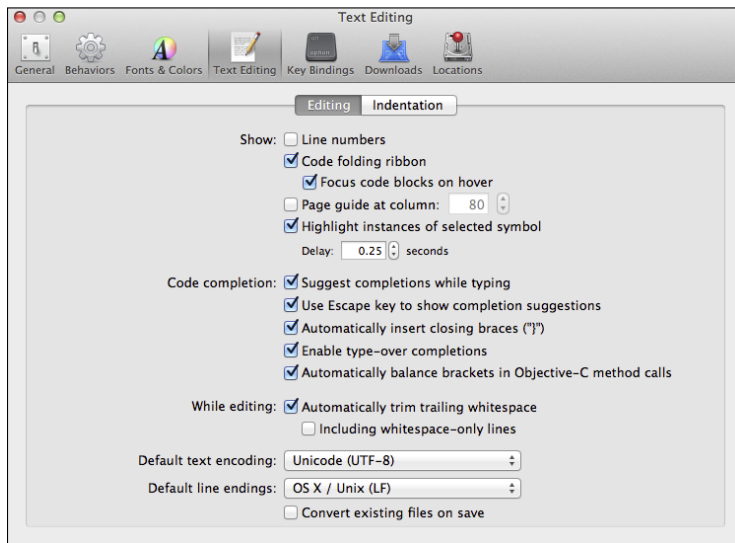 Text Editing
General Behaviors Fonts & Colors Text Editing Key Bindings Downloads Locations
Editing Indentation
Show: Line numbers
Code folding ribbon
Focus code blocks on hover
Page guide at column: 80
Highlight instances of selected symbol
Delay: 0.25 seconds
Code completion: Suggest completions while typing
Use Escape key to show completion suggestions
Automatically insert closing braces ("}")
Enable type-over completions
Automatically balance brackets in Objective-C method calls
While editing: Automatically trim trailing whitespace
Including whitespace-only lines
Default text encoding: Unicode (UTF-8)
Default line endings: OS X / Unix (LF)
Convert existing files on save